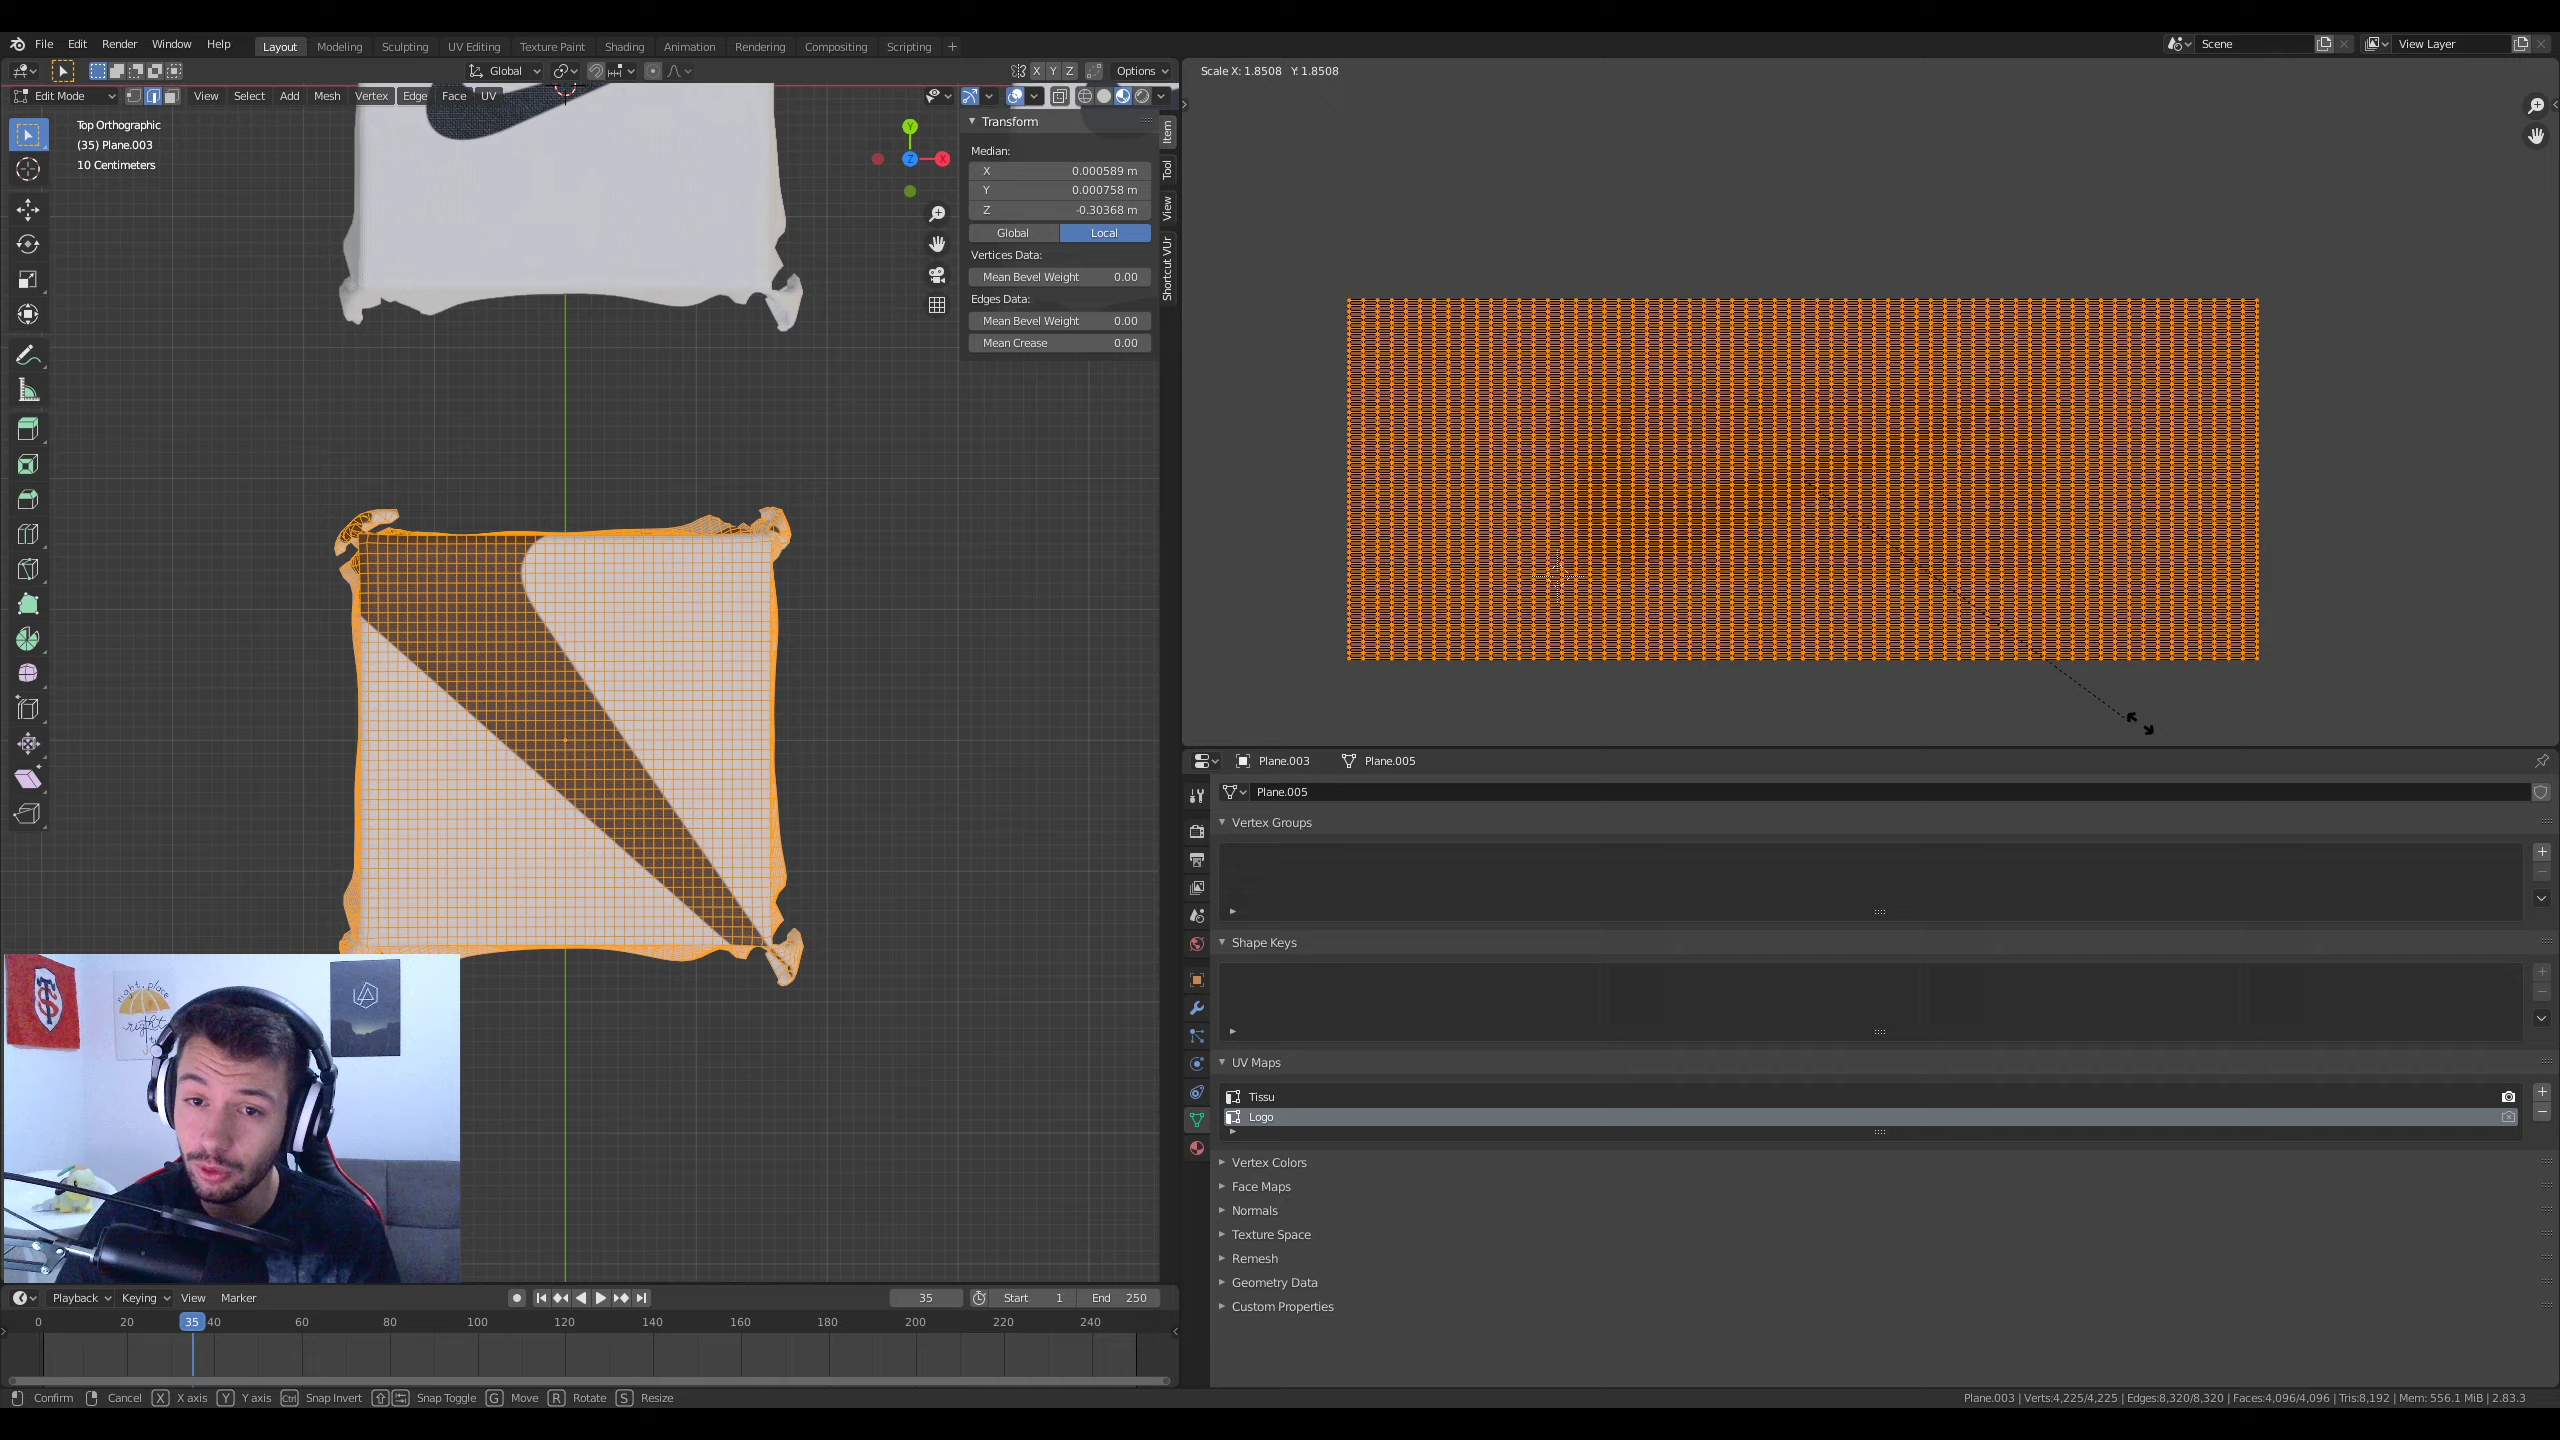 File Edit Render Window Help Layout Modeling Sculpting UV Editing Texture Paint Shading Animation Rendering Compositing Scripting + Scene View Layer
Global X Y Z Options
Scale X: 1.8508 Y: 1.8508
Edit Mode View Select Add Mesh Vertex Edge Face UV
Top Orthographic
(35) Plane.003
10 Centimeters
Y
Z X
Transform
Median:
X 0.000589 m
Y 0.000758 m
Z -0.30368 m
Global Local
Vertices Data:
Mean Bevel Weight 0.00
Edges Data:
Mean Bevel Weight 0.00
Mean Crease 0.00
Item
Tool
View
Shortcut VUr
Plane.003 Plane.005
Plane.005
Vertex Groups
Shape Keys
UV Maps
Tissu
Logo
Vertex Colors
Face Maps
Normals
Texture Space
Remesh
Geometry Data
Custom Properties
right place
right
Playback Keying View Marker 35 Start 1 End 250
0 20 35 40 60 80 100 120 140 160 180 200 220 240
Confirm Cancel X X axis Y Y axis Ctrl Snap Invert Snap Toggle G Move R Rotate S Resize
Plane.003 | Verts:4,225/4,225 | Edges:8,320/8,320 | Faces:4,096/4,096 | Tris:8,192 | Mem: 556.1 MiB | 2.83.3